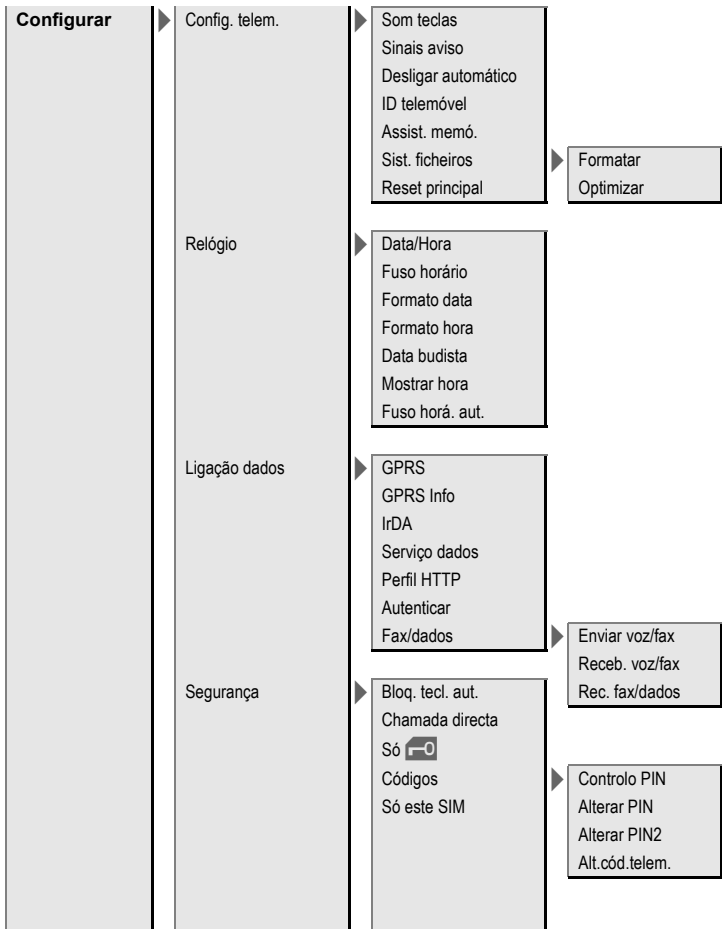 Configurar
Config. telem.
Som teclas
Sinais aviso
Desligar automático
ID telemóvel
Assist. memó.
Sist. ficheiros
Formatar
Reset principal
Optimizar
Relógio
Data/Hora
Fuso horário
Formato data
Formato hora
Data budista
Mostrar hora
Fuso horá. aut.
Ligação dados
GPRS
GPRS Info
IrDA
Serviço dados
Perfil HTTP
Autenticar
Fax/dados
Enviar voz/fax
Receb. voz/fax
Rec. fax/dados
Segurança
Bloq. tecl. aut.
Chamada directa
Só
Códigos
Controlo PIN
Só este SIM
Alterar PIN
Alterar PIN2
Alt.cód.telem.